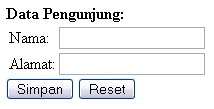 Data Pengunjung:
Nama:
Alamat:
Simpan Reset